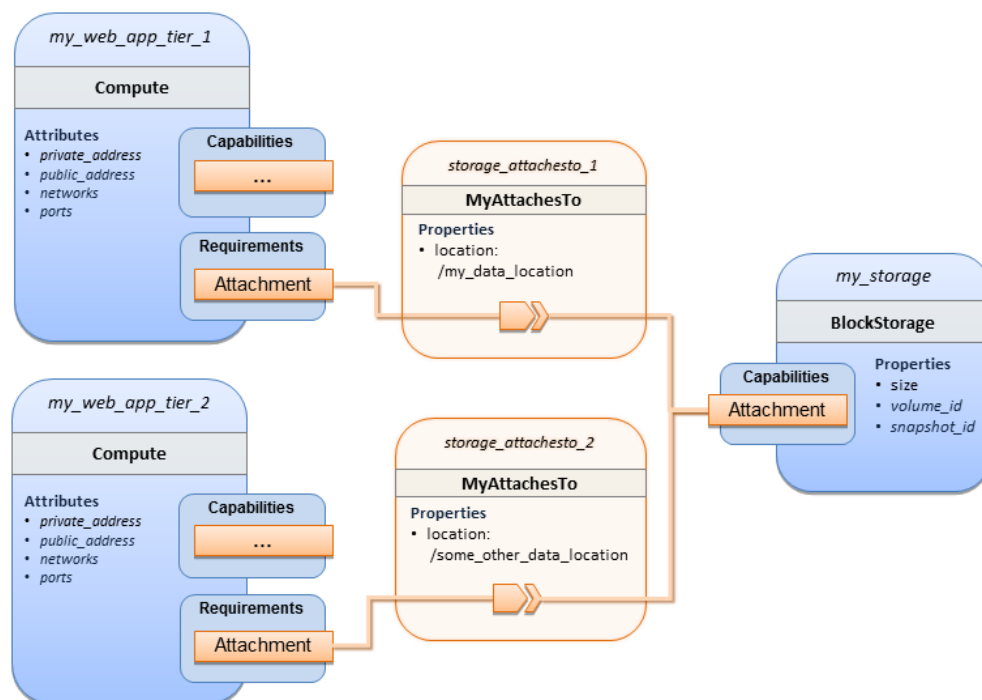 my_web_app_tier_1
Compute
Attributes
• private_address
• public_address
• networks
• ports
Capabilities
...
Requirements
Attachment
storage_attachesto_1
MyAttachesTo
Properties
• location:
/my_data_location
my_storage
BlockStorage
Properties
• size
• volume_id
• snapshot_id
Capabilities
Attachment
my_web_app_tier_2
Compute
Attributes
• private_address
• public_address
• networks
• ports
Capabilities
...
Requirements
Attachment
storage_attachesto_2
MyAttachesTo
Properties
• location:
/some_other_data_location